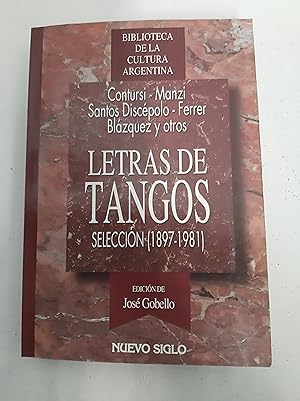 BIBLIOTECA
DE LA
CULTURA
ARGENTINA
Contursi - Manzi
Santos Discépolo - Ferrer
Blázquez y otros
LETRAS DE
TANGOS
SELECCIÓN (1897-1981)
EDICIÓN DE
José Gobello
NUEVO SIGLO